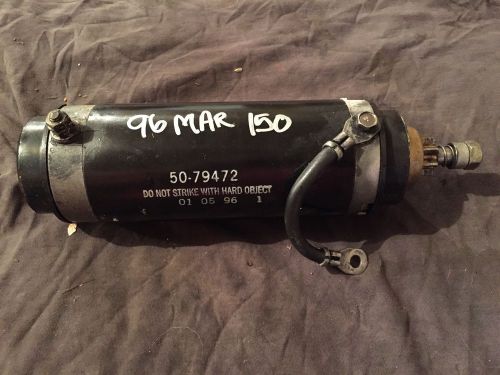 96 MAR 150
50-79472
DO NOT STRIKE WITH HARD OBJECT
01 05 96 1